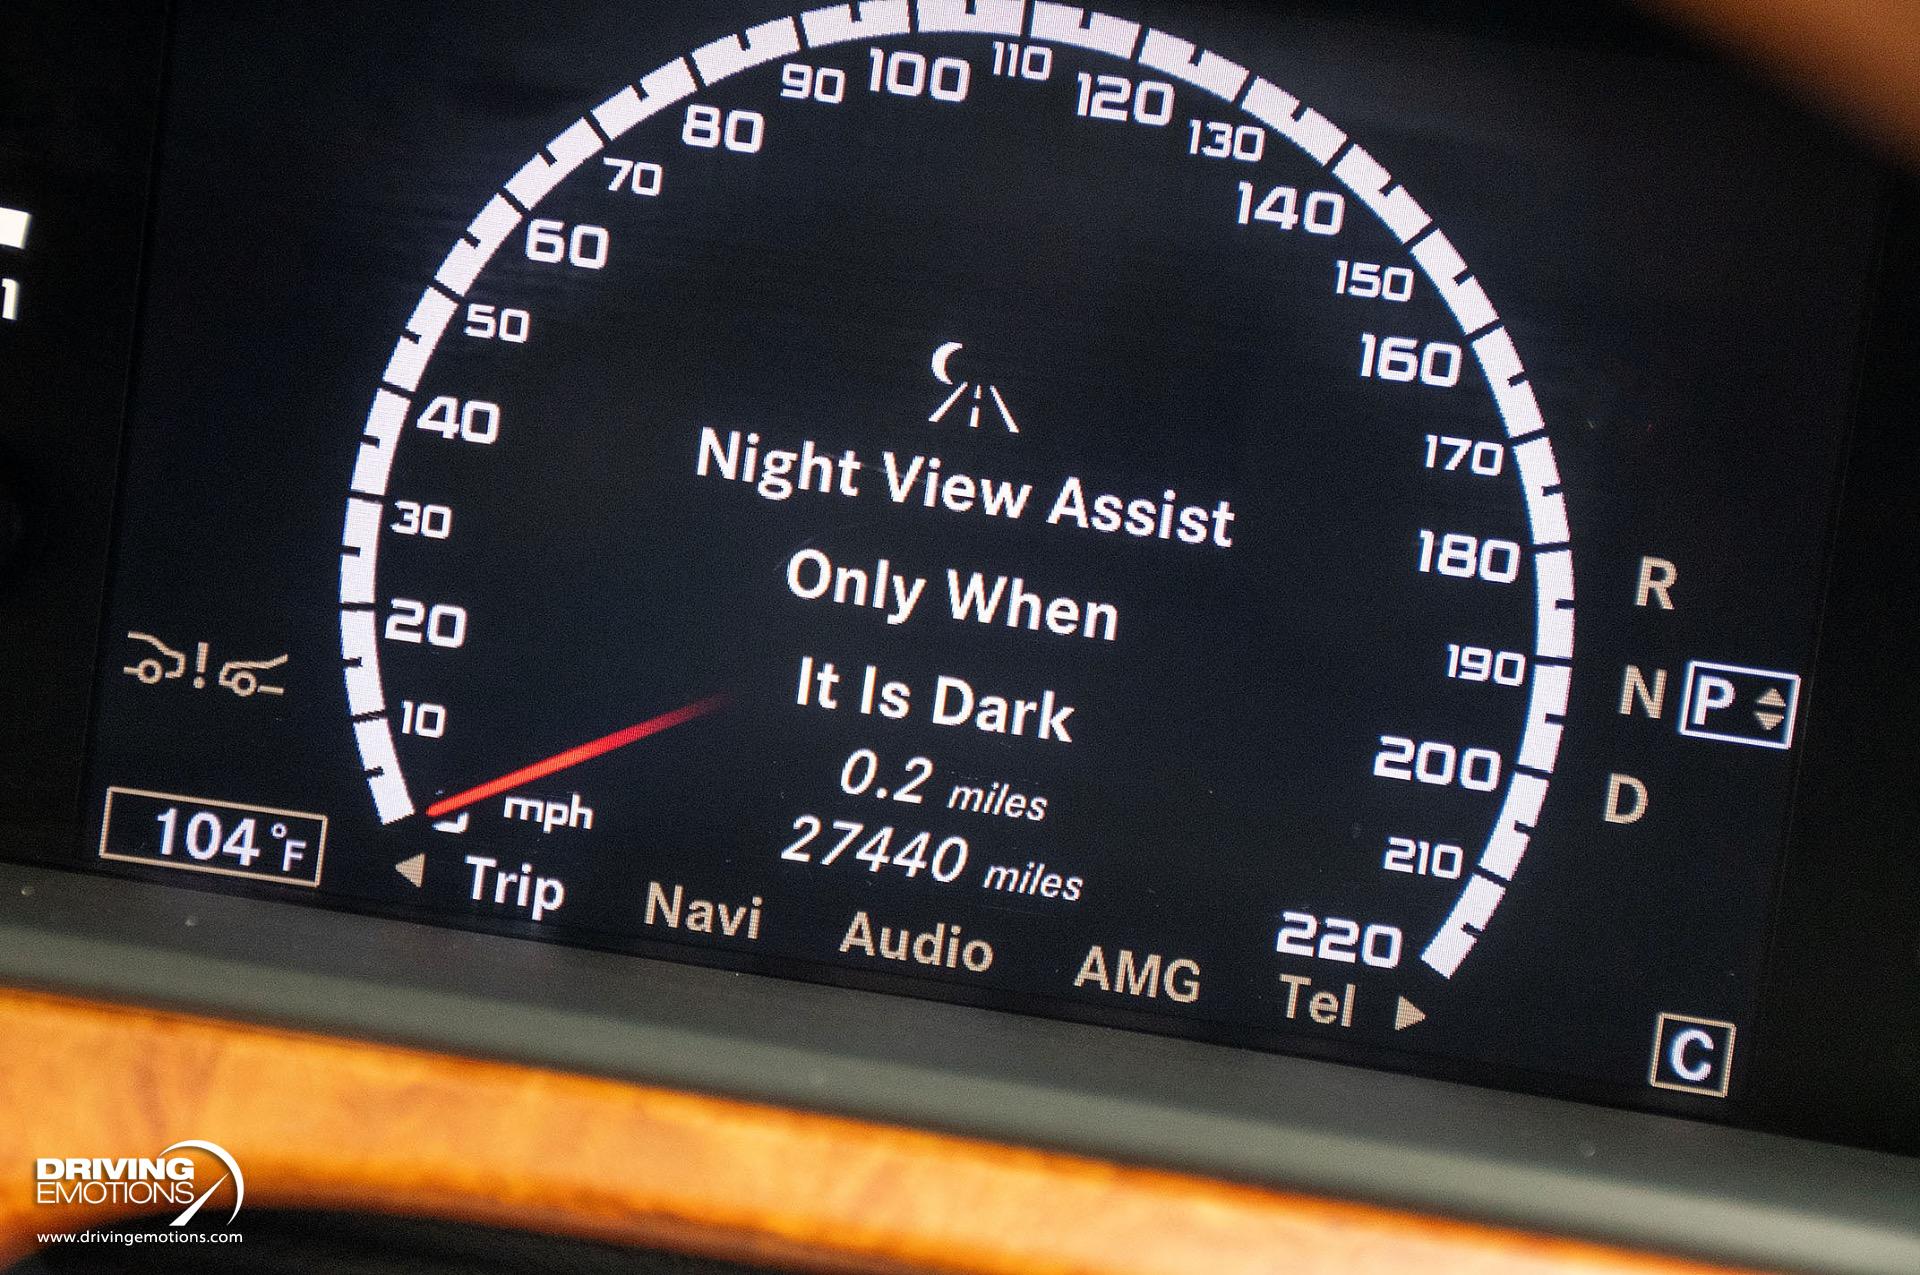 1
10
20
30
40
50
60
70
80
90
100
110
120
130
140
150
160
170
180
190
200
210
220
mph
Night View Assist
Only When
It Is Dark
0.2 miles
27440 miles
104°F
Trip Navi Audio AMG Tel
R
N P
D
C
DRIVING
EMOTIONS
www.drivingemotions.com